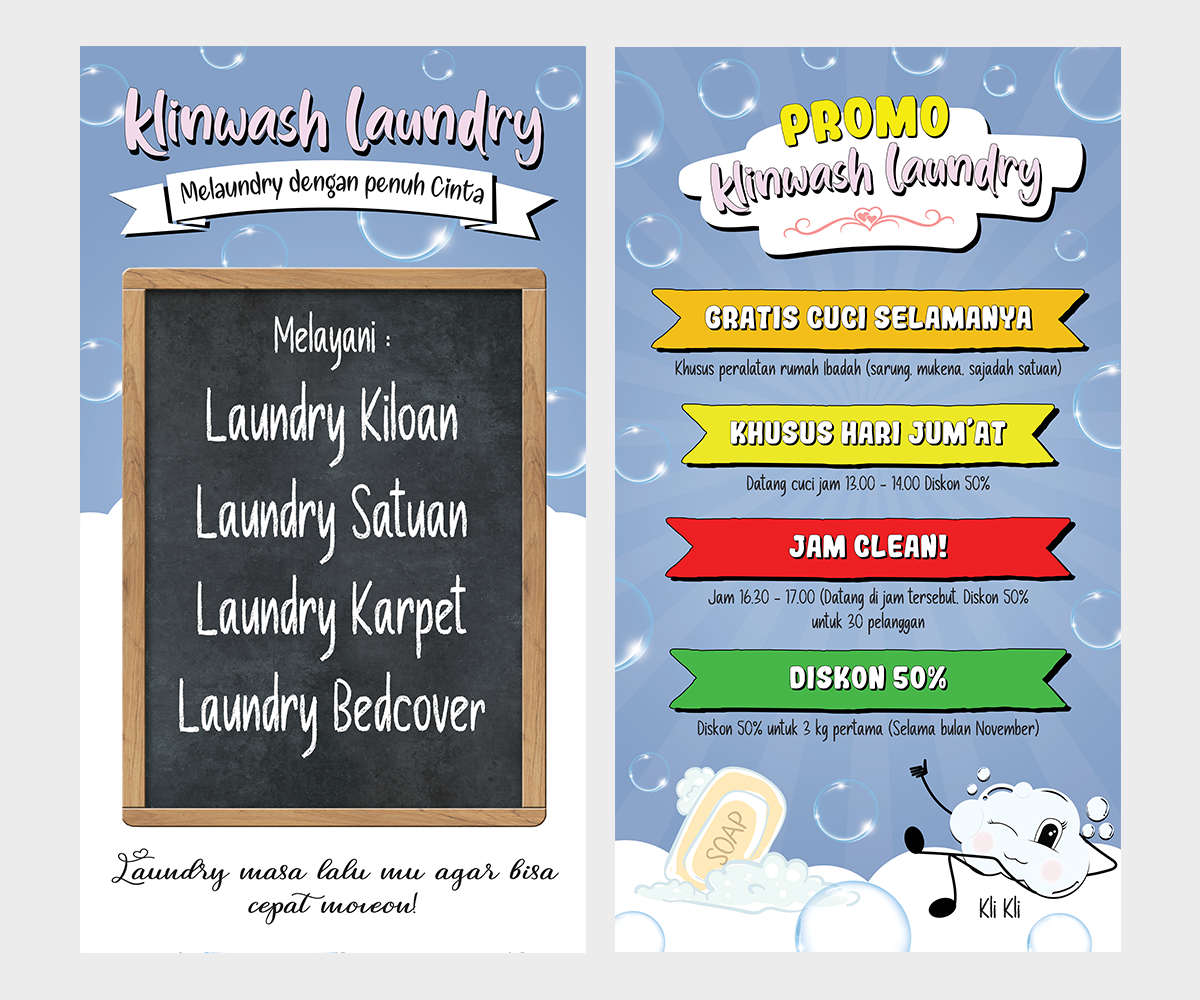 klinwash laundry
Melaundry dengan penuh Cinta
Melayani :
Laundry Kiloan
Laundry Satuan
Laundry Karpet
Laundry Bedcover
Laundry masa lalu mu agar bisa
cepat moveon!
PROMO
klinwash laundry
GRATIS CUCI SELAMANYA
Khusus peralatan rumah Ibadah (sarung, mukena, sajadah satuan)
KHUSUS HARI JUM'AT
Datang cuci jam 13.00 - 14.00 Diskon 50%
JAM CLEAN!
Jam 16.30 - 17.00 (Datang di jam tersebut, Diskon 50%
untuk 30 pelanggan
DISKON 50%
Diskon 50% untuk 3 kg pertama (Selama bulan November)
SOAP
Kli Kli